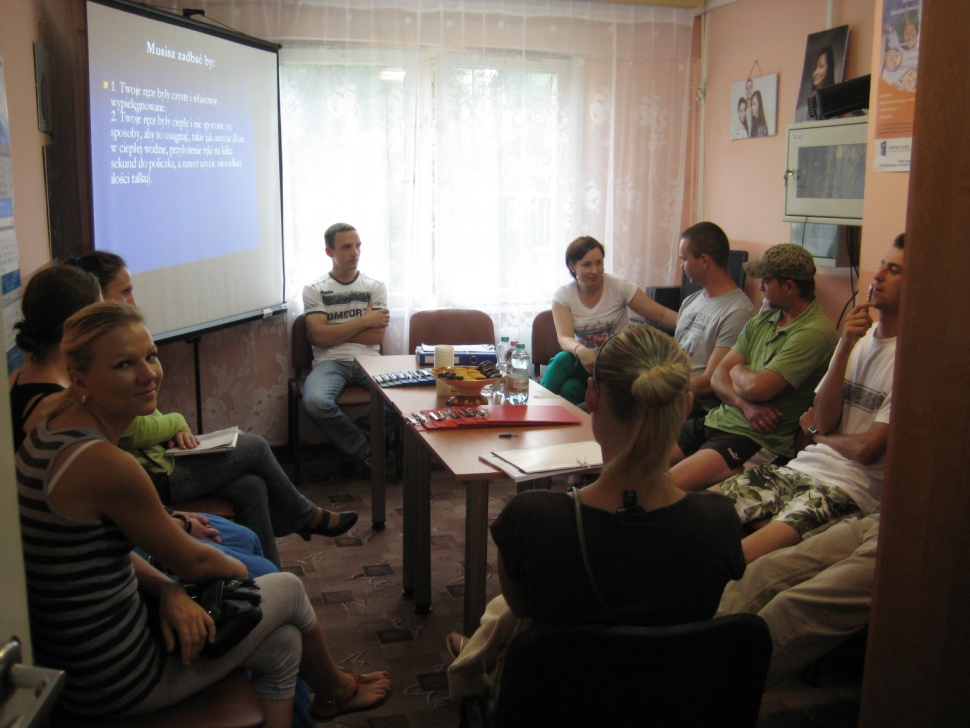 Musisz zadbać by:
1. Twoje ręce były czyste i właściwie
wypielęgnowane.
2. Twoje ręce były ciepłe i nie spocone (są
sposoby, aby to osiągnąć, takie jak umycie dłoni
w ciepłej wodzie, przyłożenie rąk na kilka
sekund do policzka, a nawet użycie niewielkiej
ilości talku).